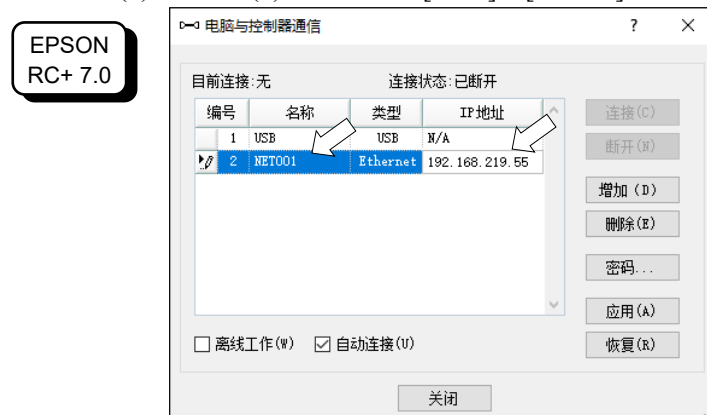 EPSON
RC+ 7.0
电脑与控制器通信 ? ×
目前连接:无 连接状态:已断开
编号 名称 类型 IP地址
1 USB USB N/A
2 NET001 Ethernet 192.168.219.55
连接(C)
断开(N)
增加 (D)
删除(E)
密码...
应用(A)
恢复(R)
离线工作(W) 自动连接(U)
关闭